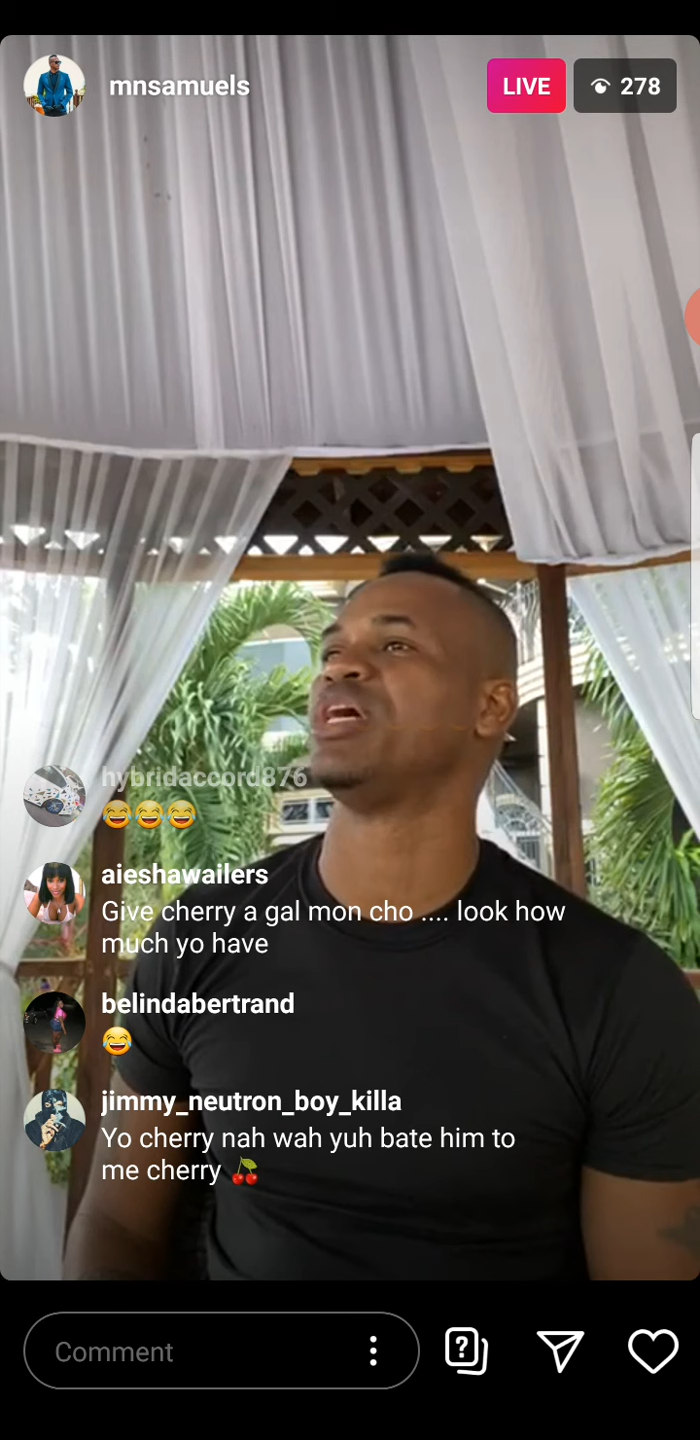 mnsamuels
LIVE
278
hybridaccord876
😂😂😂
aieshawailers
Give cherry a gal mon cho .... look how
much yo have
belindabertrand
😂
jimmy_neutron_boy_killa
Yo cherry nah wah yuh bate him to
me cherry 🍒
Comment